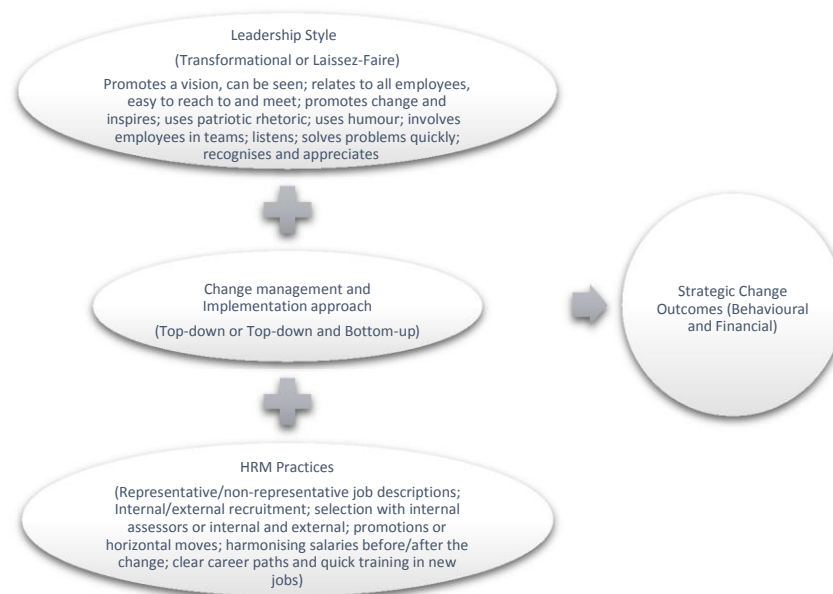 Leadership Style
(Transformational or Laissez-Faire)
Promotes a vision, can be seen; relates to all employees,
easy to reach to and meet; promotes change and
inspires; uses patriotic rhetoric; uses humour; involves
employees in teams; listens; solves problems quickly;
recognises and appreciates
Change management and
Implementation approach
(Top-down or Top-down and Bottom-up)
Strategic Change
Outcomes (Behavioural
and Financial)
HRM Practices
(Representative/non-representative job descriptions;
Internal/external recruitment; selection with internal
assessors or internal and external; promotions or
horizontal moves; harmonising salaries before/after the
change; clear career paths and quick training in new
jobs)